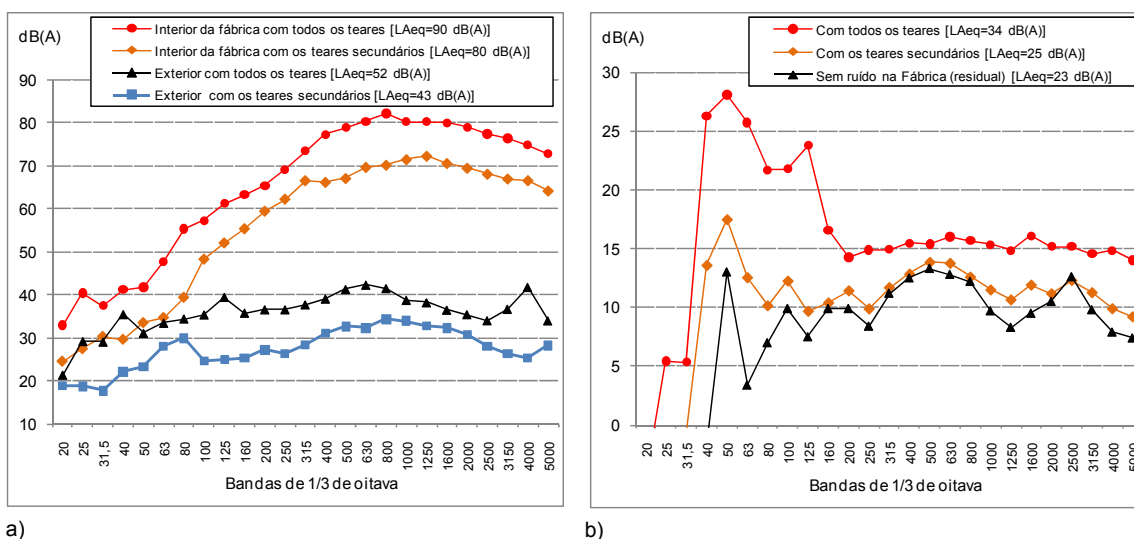 dB(A)
Interior da fábrica com todos os teares [LAeq=90 dB(A)]
Interior da fábrica com os teares secundários [LAeq=80 dB(A)]
Exterior com todos os teares [LAeq=52 dB(A)]
Exterior com os teares secundários [LAeq=43 dB(A)]
90
80
70
60
50
40
30
20
10
20 25 31,5 40 50 63 80 100 125 160 200 250 315 400 500 630 800 1000 1250 1600 2000 2500 3150 4000 5000
Bandas de 1/3 de oitava
a)
dB(A)
Com todos os teares [LAeq=34 dB(A)]
Com os teares secundários [LAeq=25 dB(A)]
Sem ruído na Fábrica (residual) [LAeq=23 dB(A)]
30
25
20
15
10
5
0
20 25 31,5 40 50 63 80 100 125 160 200 250 315 400 500 630 800 1000 1250 1600 2000 2500 3150 4000 5000
Bandas de 1/3 de oitava
b)